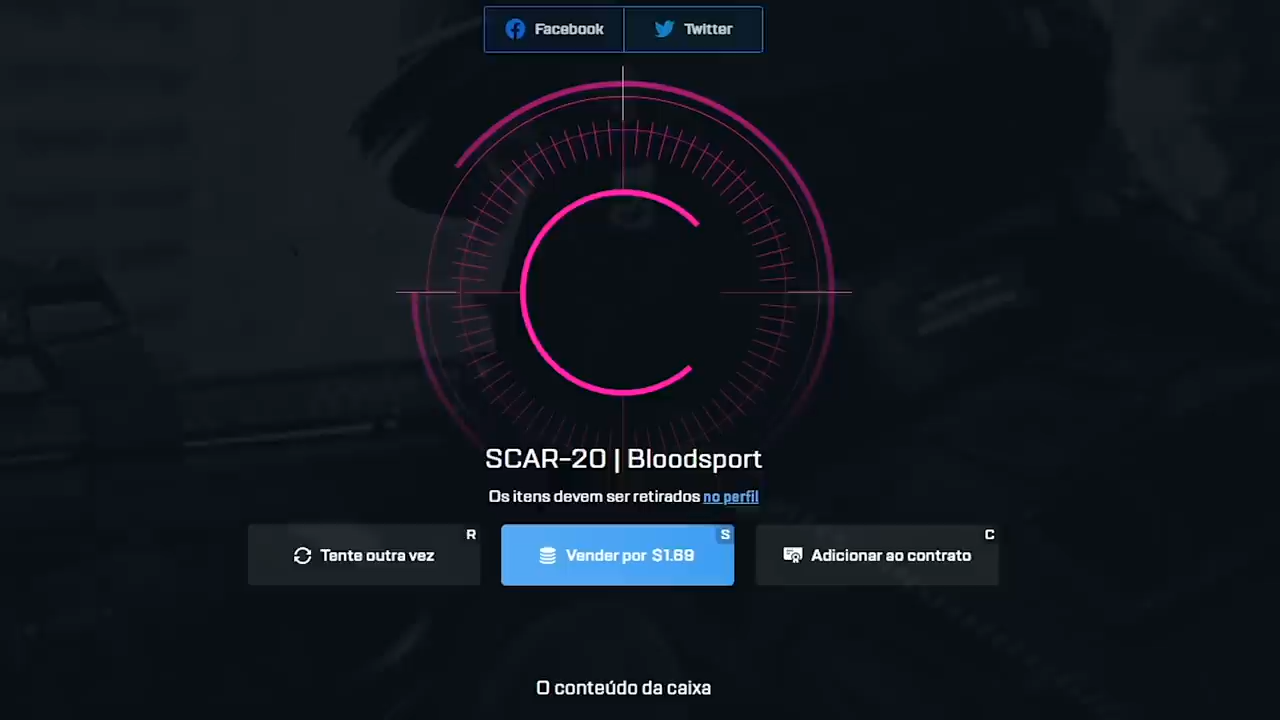 Facebook
Twitter
SCAR-20 | Bloodsport
Os itens devem ser retirados no perfil
R
Tente outra vez
S
Vender por $1.69
C
Adicionar ao contrato
O conteúdo da caixa